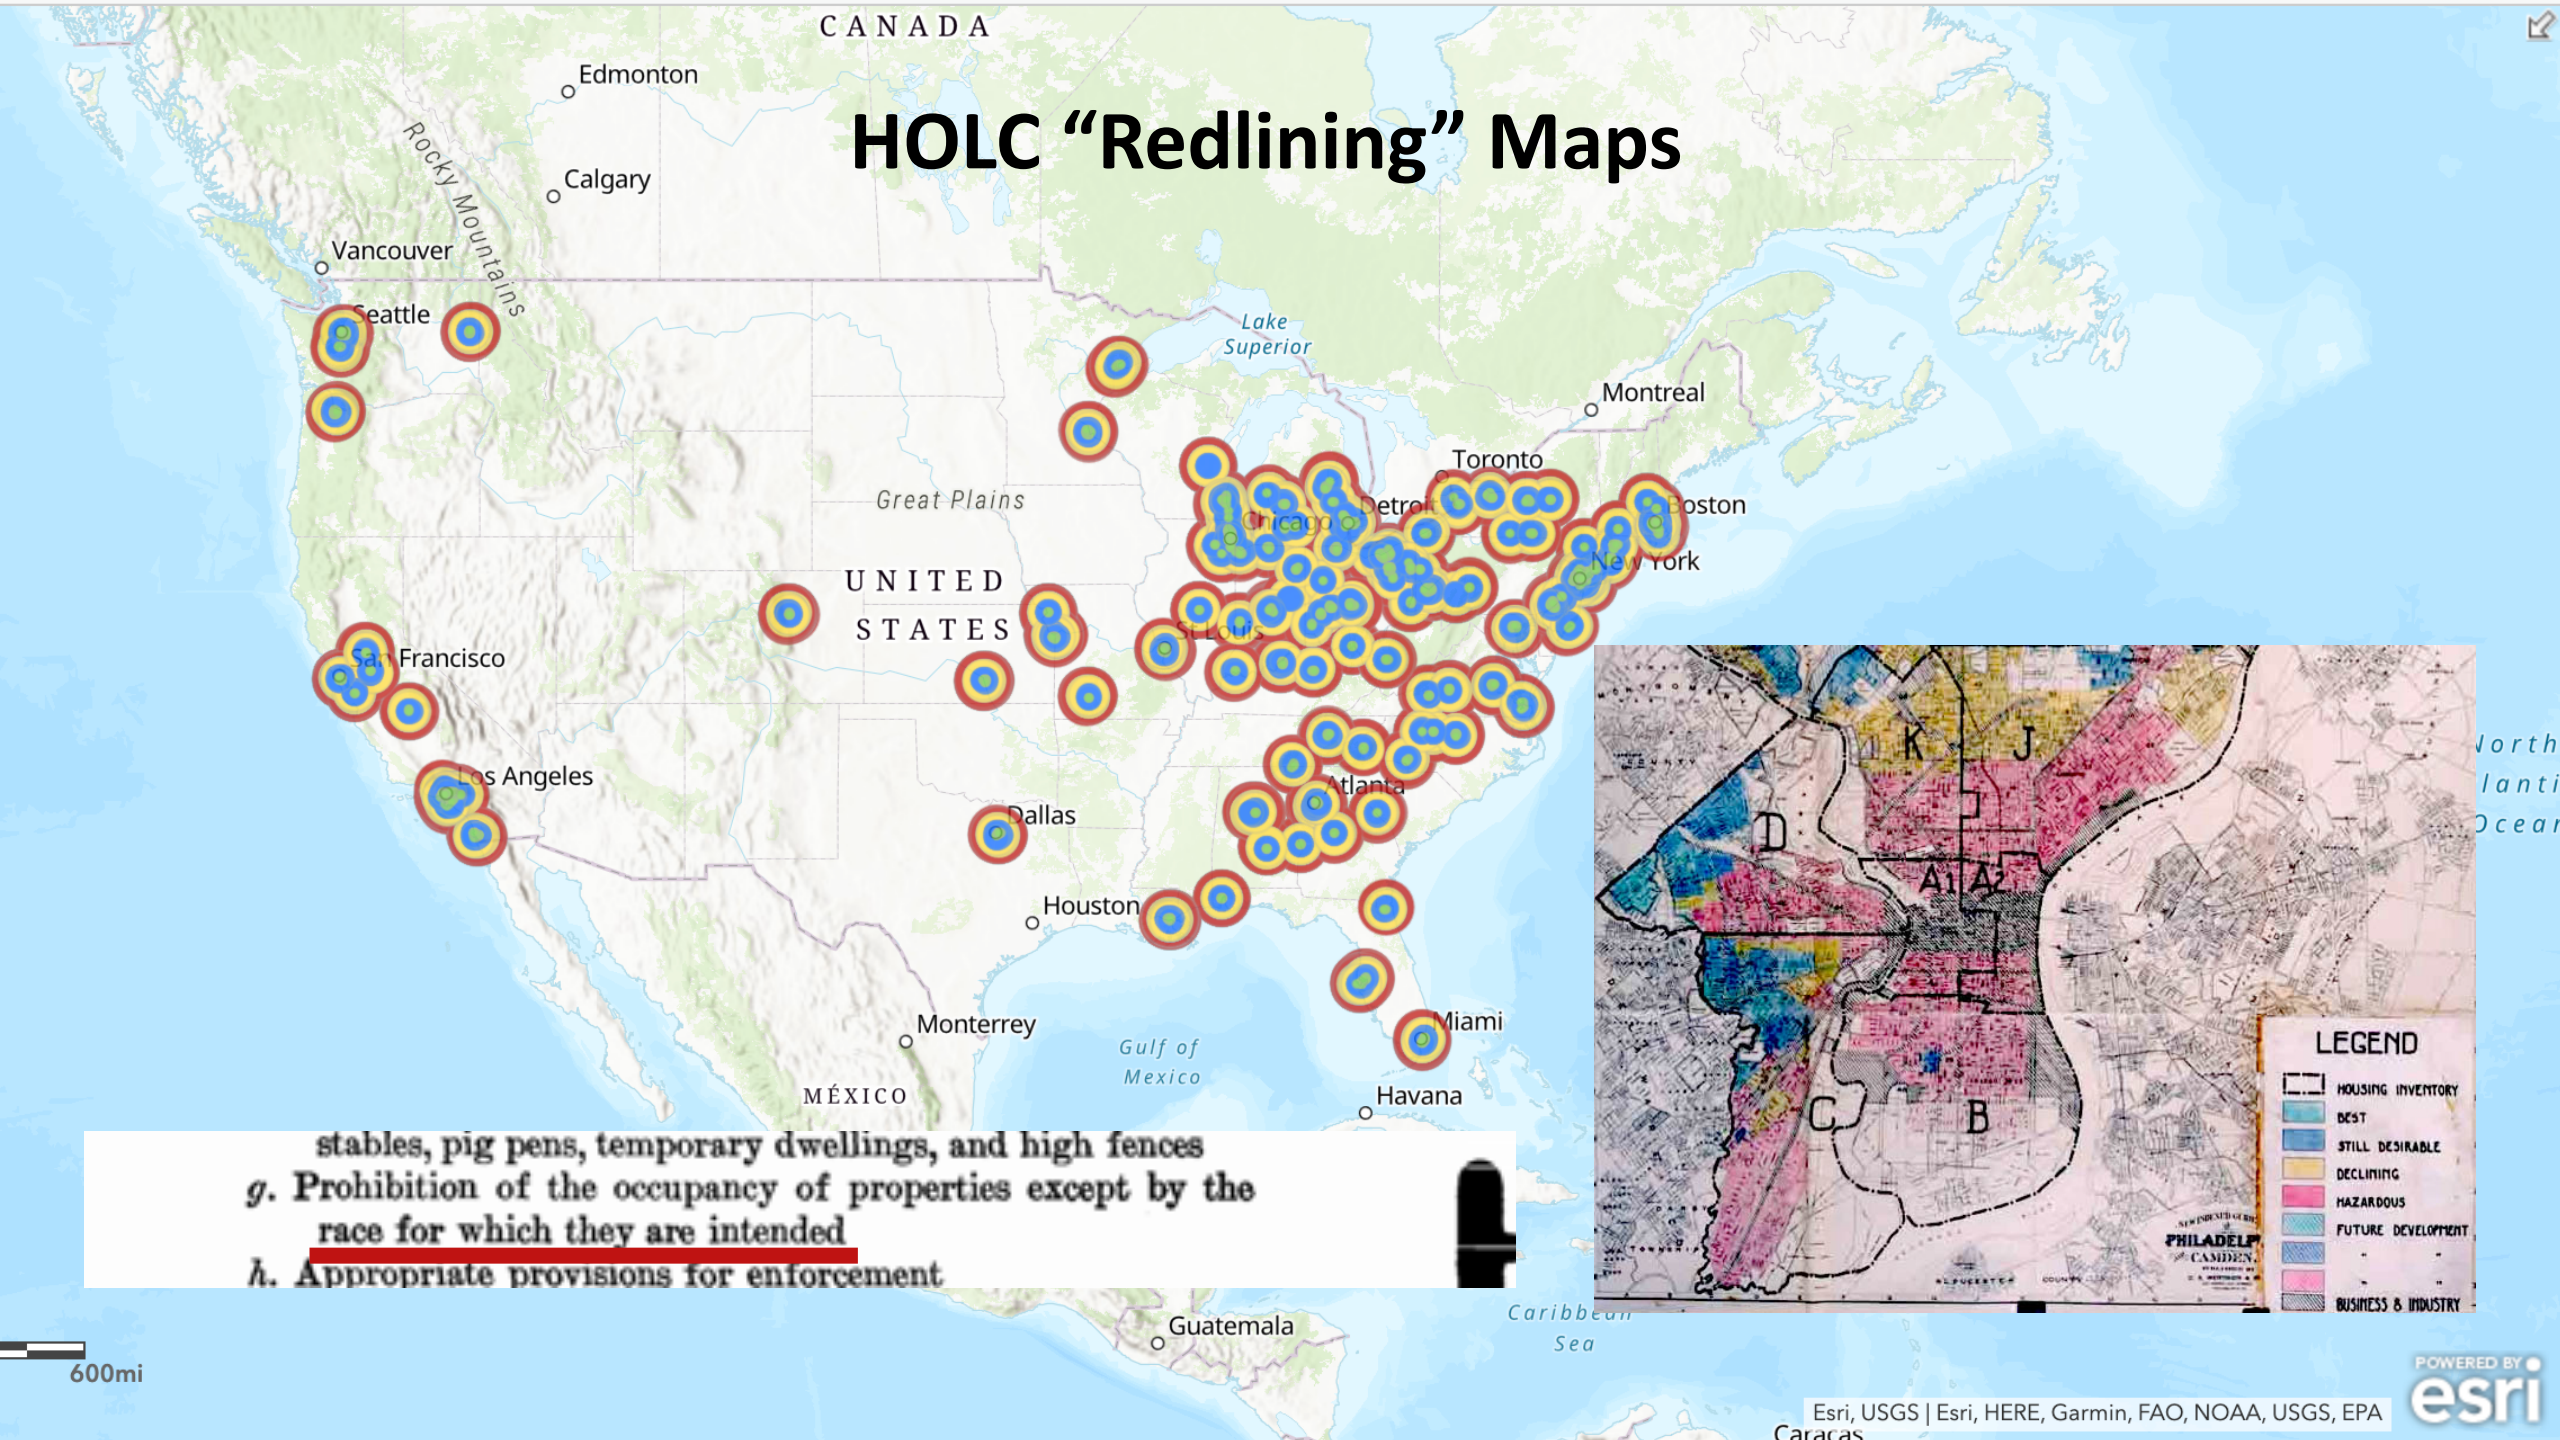 CANADA
Edmonton
HOLC “Redlining” Maps
Rocky Mountains
Calgary
Vancouver
Seattle
Lake
Superior
Montreal
Toronto
Great Plains
Detroit
Boston
Chicago
New York
UNITED
STATES
St Louis
San Francisco
Los Angeles
Atlanta
Dallas
Houston
Miami
Monterrey
Gulf of
Mexico
MÉXICO
Havana
stables, pig pens, temporary dwellings, and high fences
g. Prohibition of the occupancy of properties except by the
race for which they are intended
h. Appropriate provisions for enforcement
K
J
D
A1 A2
C
B
LEGEND
HOUSING INVENTORY
BEST
STILL DESIRABLE
DECLINING
HAZARDOUS
FUTURE DEVELOPMENT
" "
" "
BUSINESS & INDUSTRY
PHILADELP
CAMDEN
GLOUCESTER
COUNTY
North
lanti
Ocean
Caribbean
Sea
Guatemala
600mi
Caracas
Esri, USGS | Esri, HERE, Garmin, FAO, NOAA, USGS, EPA
POWERED BY
esri